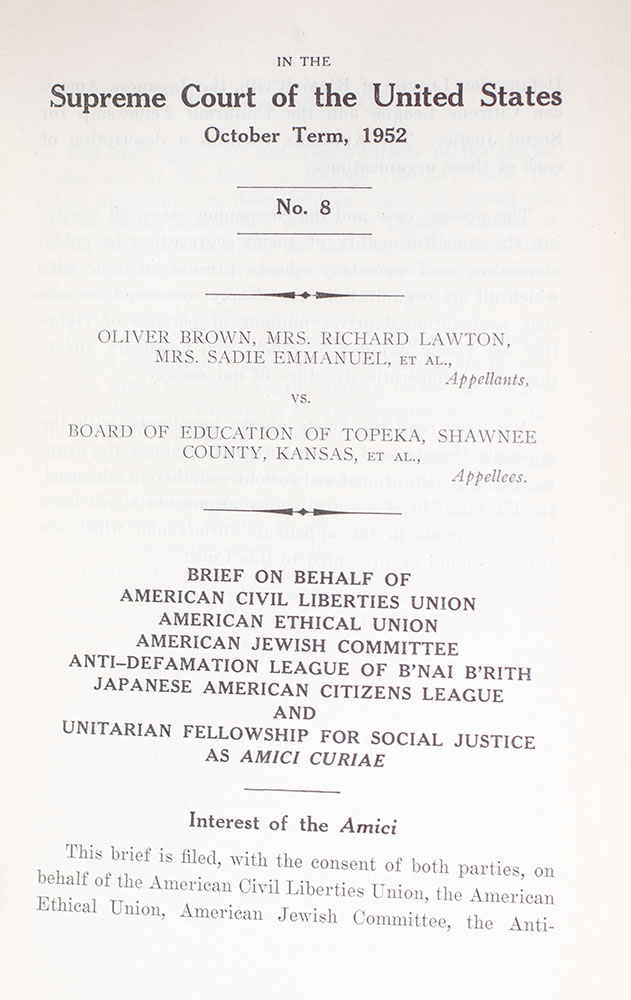 IN THE
Supreme Court of the United States
October Term, 1952
No. 8
OLIVER BROWN, MRS. RICHARD LAWTON,
MRS. SADIE EMMANUEL, ET AL.,
Appellants,
vs.
BOARD OF EDUCATION OF TOPEKA, SHAWNEE
COUNTY, KANSAS, ET AL.,
Appellees.
BRIEF ON BEHALF OF
AMERICAN CIVIL LIBERTIES UNION
AMERICAN ETHICAL UNION
AMERICAN JEWISH COMMITTEE
ANTI-DEFAMATION LEAGUE OF B'NAI B'RITH
JAPANESE AMERICAN CITIZENS LEAGUE
AND
UNITARIAN FELLOWSHIP FOR SOCIAL JUSTICE
AS AMICI CURIAE
Interest of the Amici
This brief is filed, with the consent of both parties, on
behalf of the American Civil Liberties Union, the American
Ethical Union, American Jewish Committee, the Anti-